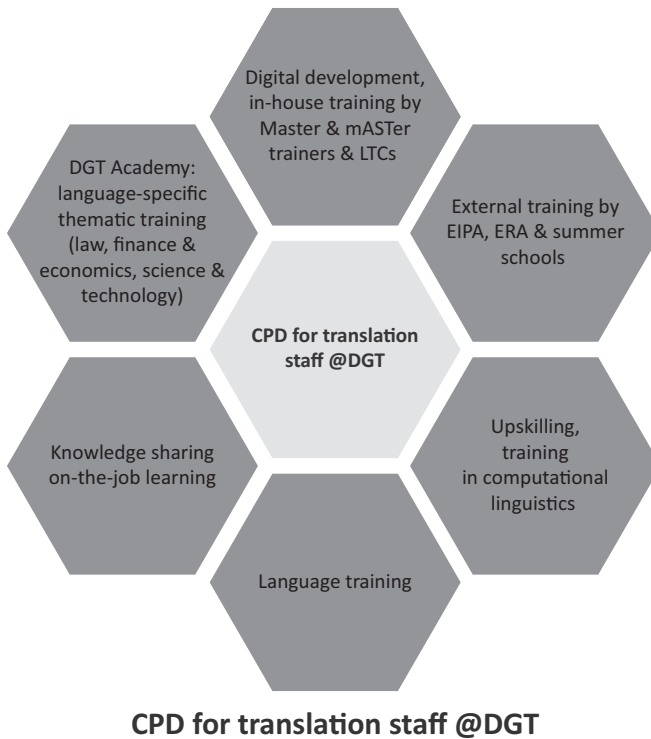 Digital development,
in-house training by
Master & mASTer
trainers & LTCs
DGT Academy:
language-specific
thematic training
(law, finance &
economics, science &
technology)
External training by
EIPA, ERA & summer
schools
CPD for translation
staff @DGT
Knowledge sharing
on-the-job learning
Upskilling,
training
in computational
linguistics
Language training
CPD for translation staff @DGT